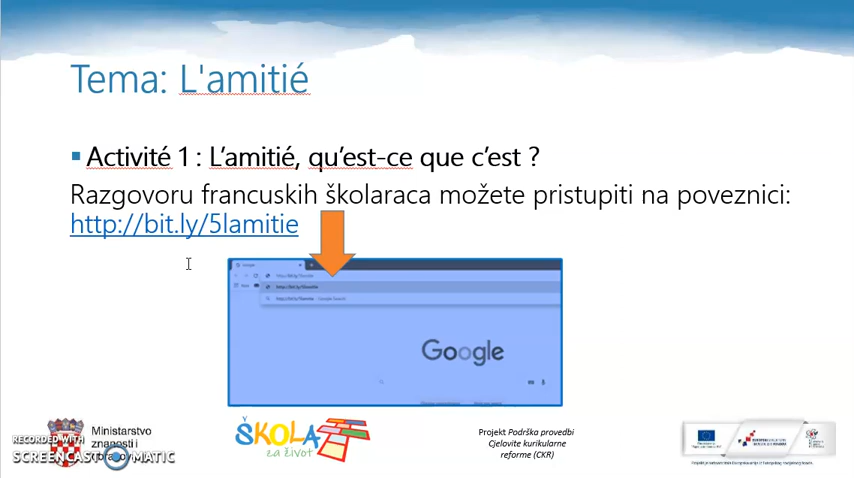 Tema: L'amitié
Activité 1 : L'amitié, qu'est-ce que c'est ?
Razgovoru francuskih školaraca možete pristupiti na poveznici:
http://bit.ly/5lamitie
Google
Ministarstvo
znanosti i
RECORDED WITH
SCREENCAST MATIC
ŠKOLA
za život
Projekt Podrška provedbi
Cjelovite kurikularne
reforme (CKR)